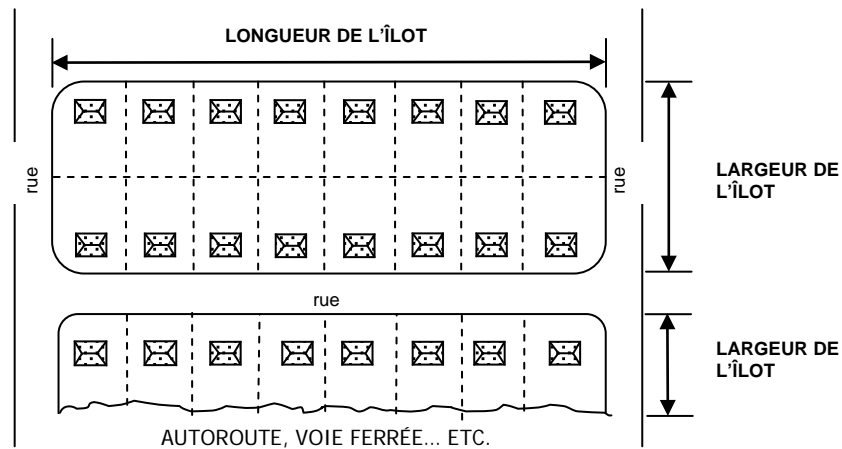 LONGUEUR DE L'ÎLOT
rue
rue
LARGEUR DE
L'ÎLOT
rue
LARGEUR DE
L'ÎLOT
AUTOROUTE, VOIE FERRÉE... ETC.